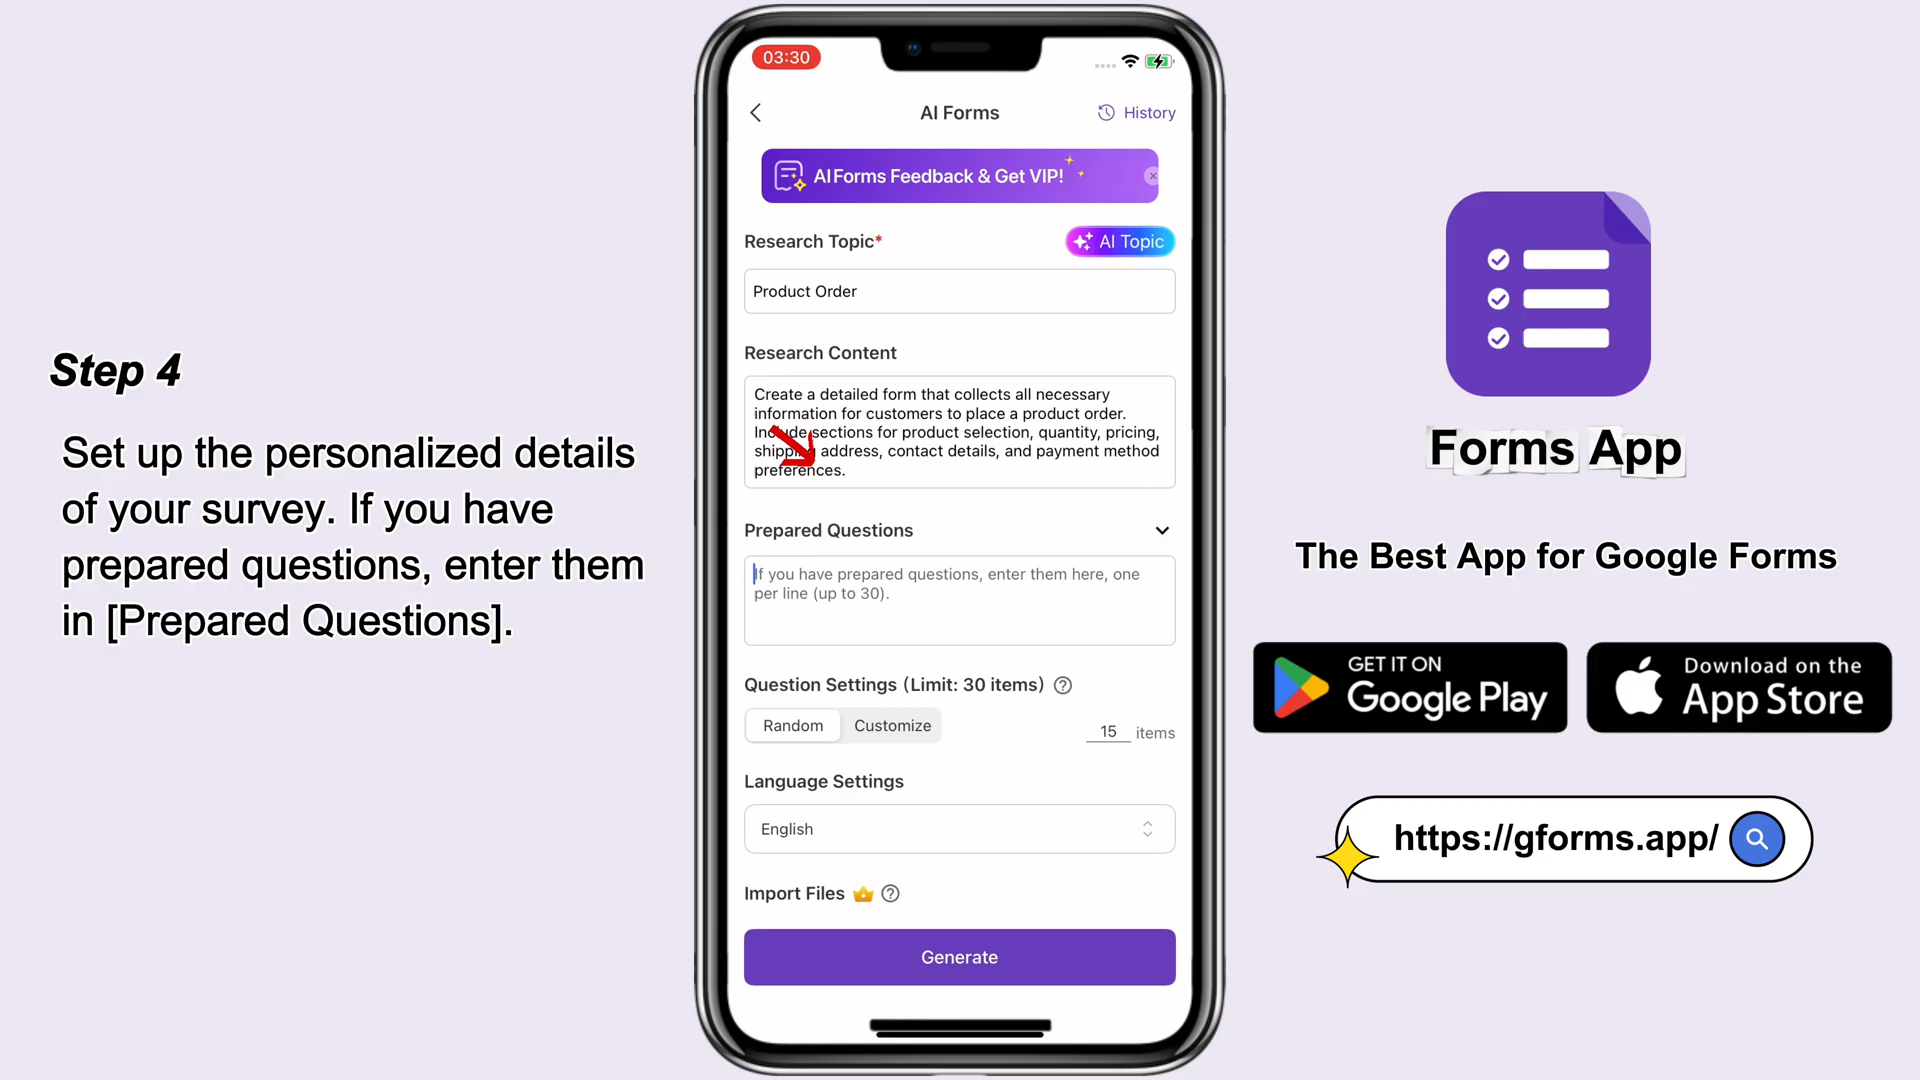 Step 4
Set up the personalized details
of your survey. If you have
prepared questions, enter them
in [Prepared Questions].
03:30
AI Forms
History
AI Forms Feedback & Get VIP!
Research Topic*
AI Topic
Product Order
Research Content
Create a detailed form that collects all necessary
information for customers to place a product order.
Include sections for product selection, quantity, pricing,
shipping address, contact details, and payment method
preferences.
Prepared Questions
If you have prepared questions, enter them here, one
per line (up to 30).
Question Settings (Limit: 30 items)
Random
Customize
15 items
Language Settings
English
Import Files
Generate
Forms App
The Best App for Google Forms
GET IT ON
Google Play
Download on the
App Store
https://gforms.app/